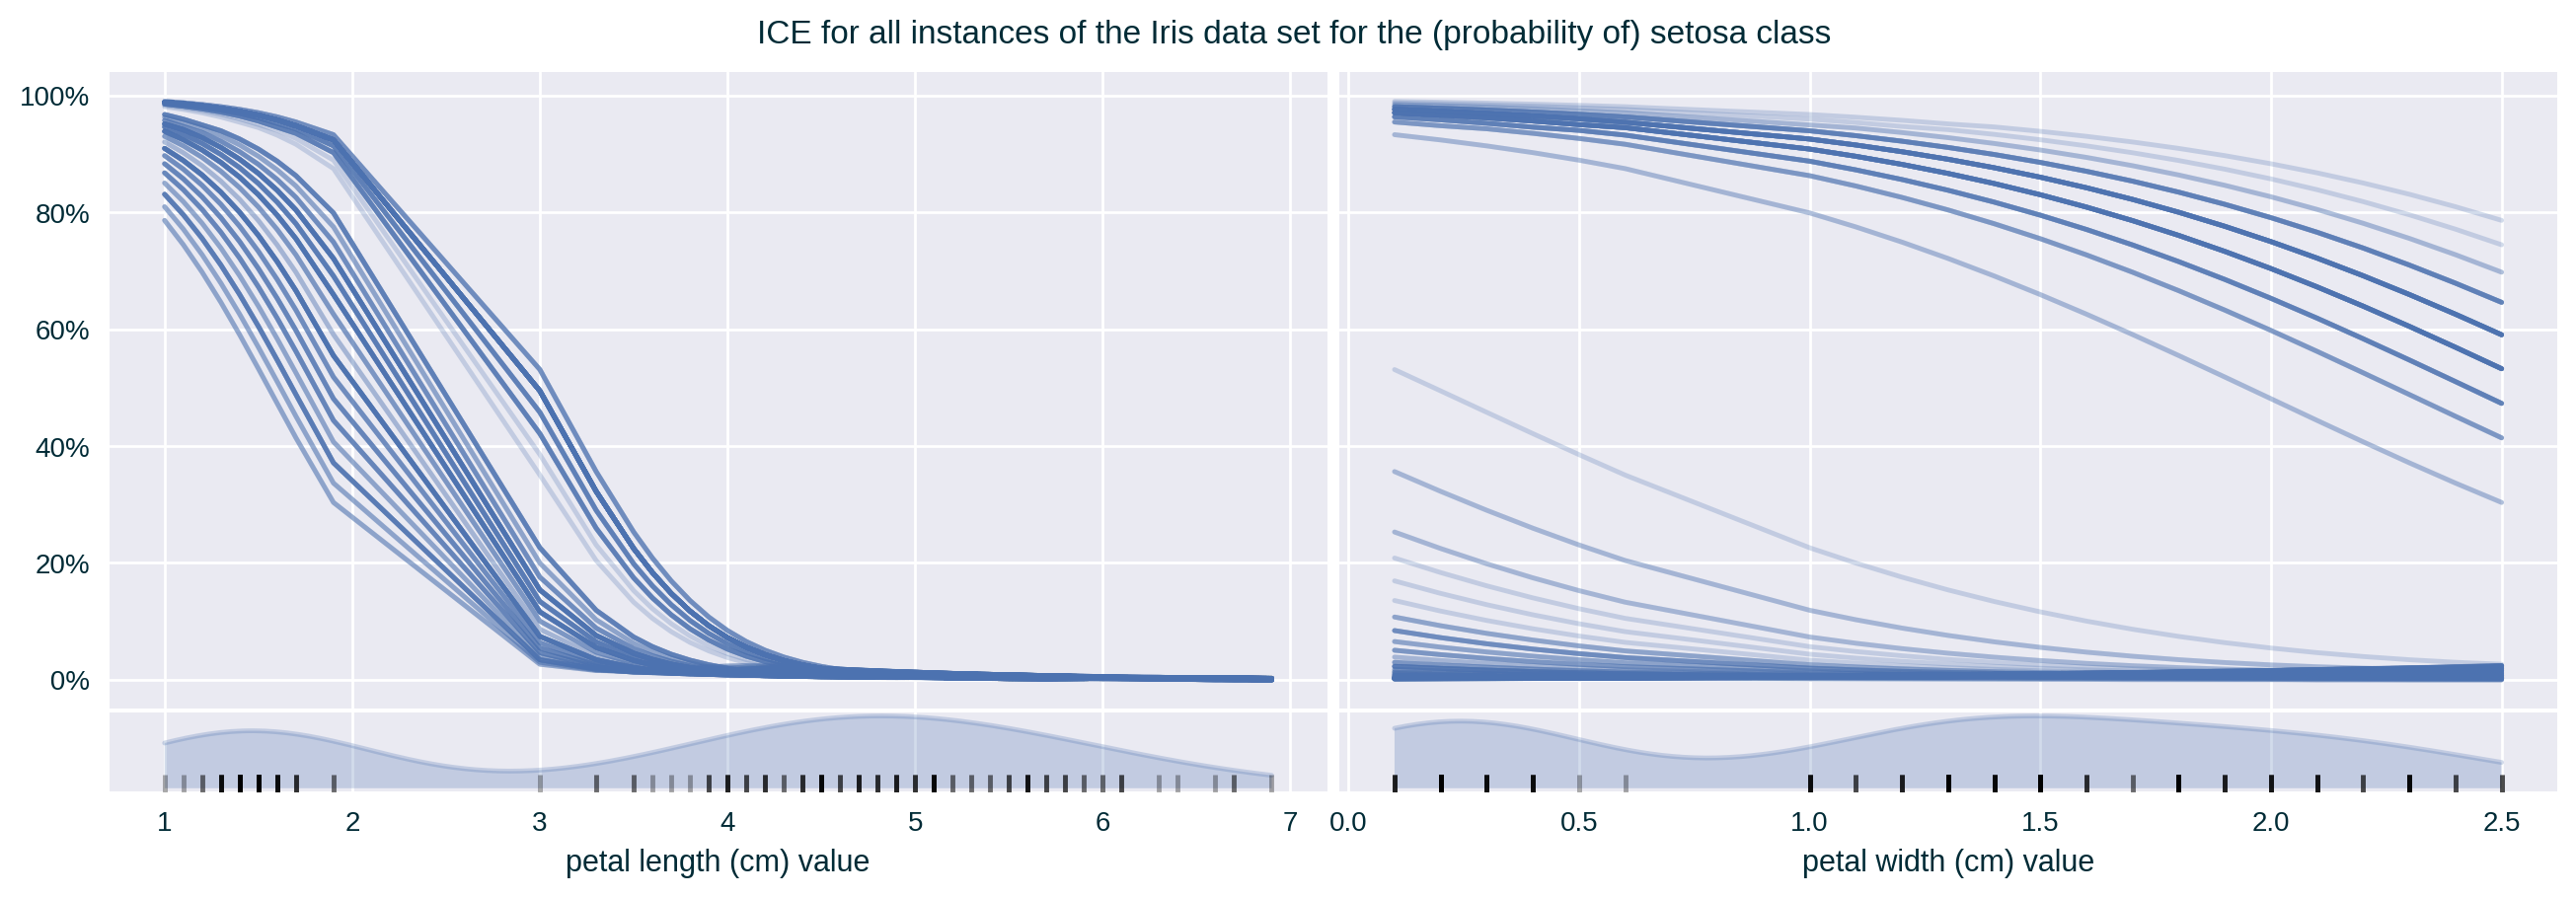 ICE for all instances of the Iris data set for the (probability of) setosa class
100%
80%
60%
40%
20%
0%
1 2 3 4 5 6 7
0.0 0.5 1.0 1.5 2.0 2.5
petal length (cm) value
petal width (cm) value